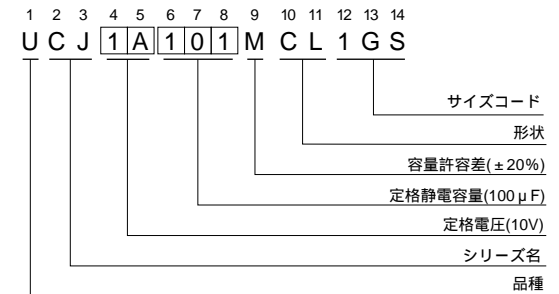 1 2 3 4 5 6 7 8 9 10 11 12 13 14
U C J 1 A 1 0 1 M C L 1 G S
サイズコード
形状
容量許容差(±20%)
定格静電容量(100μF)
定格電圧(10V)
シリーズ名
品種